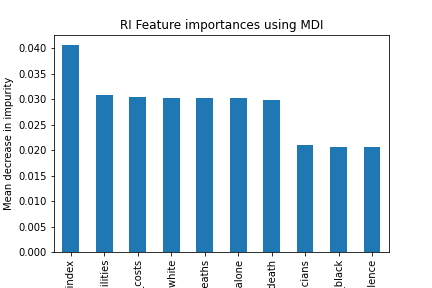 RI Feature importances using MDI
Mean decrease in impurity
0.040
0.035
0.030
0.025
0.020
0.015
0.010
0.005
0.000
index
ilities
_costs
white
eaths
alone
death
cians
black
lence